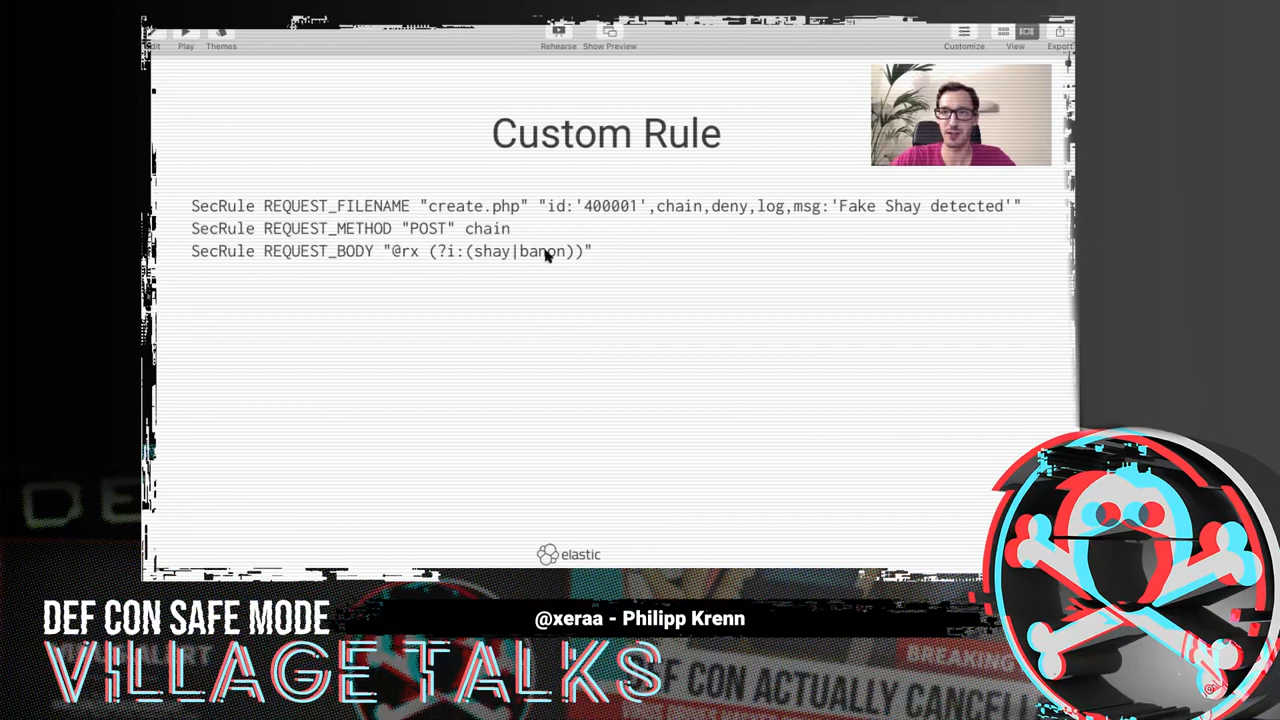 Play
Themes
Rehearse
Show Preview
Customize
View
Export
Custom Rule
SecRule REQUEST_FILENAME "create.php" "id:'400001',chain,deny,log,msg:'Fake Shay detected'"
SecRule REQUEST_METHOD "POST" chain
SecRule REQUEST_BODY "@rx (?i:(shay|banon))"
elastic
@xeraa - Philipp Krenn
DEF CON SAFE MODE
VILLAGE TALKS
BREAKING
DEF CON ACTUALLY